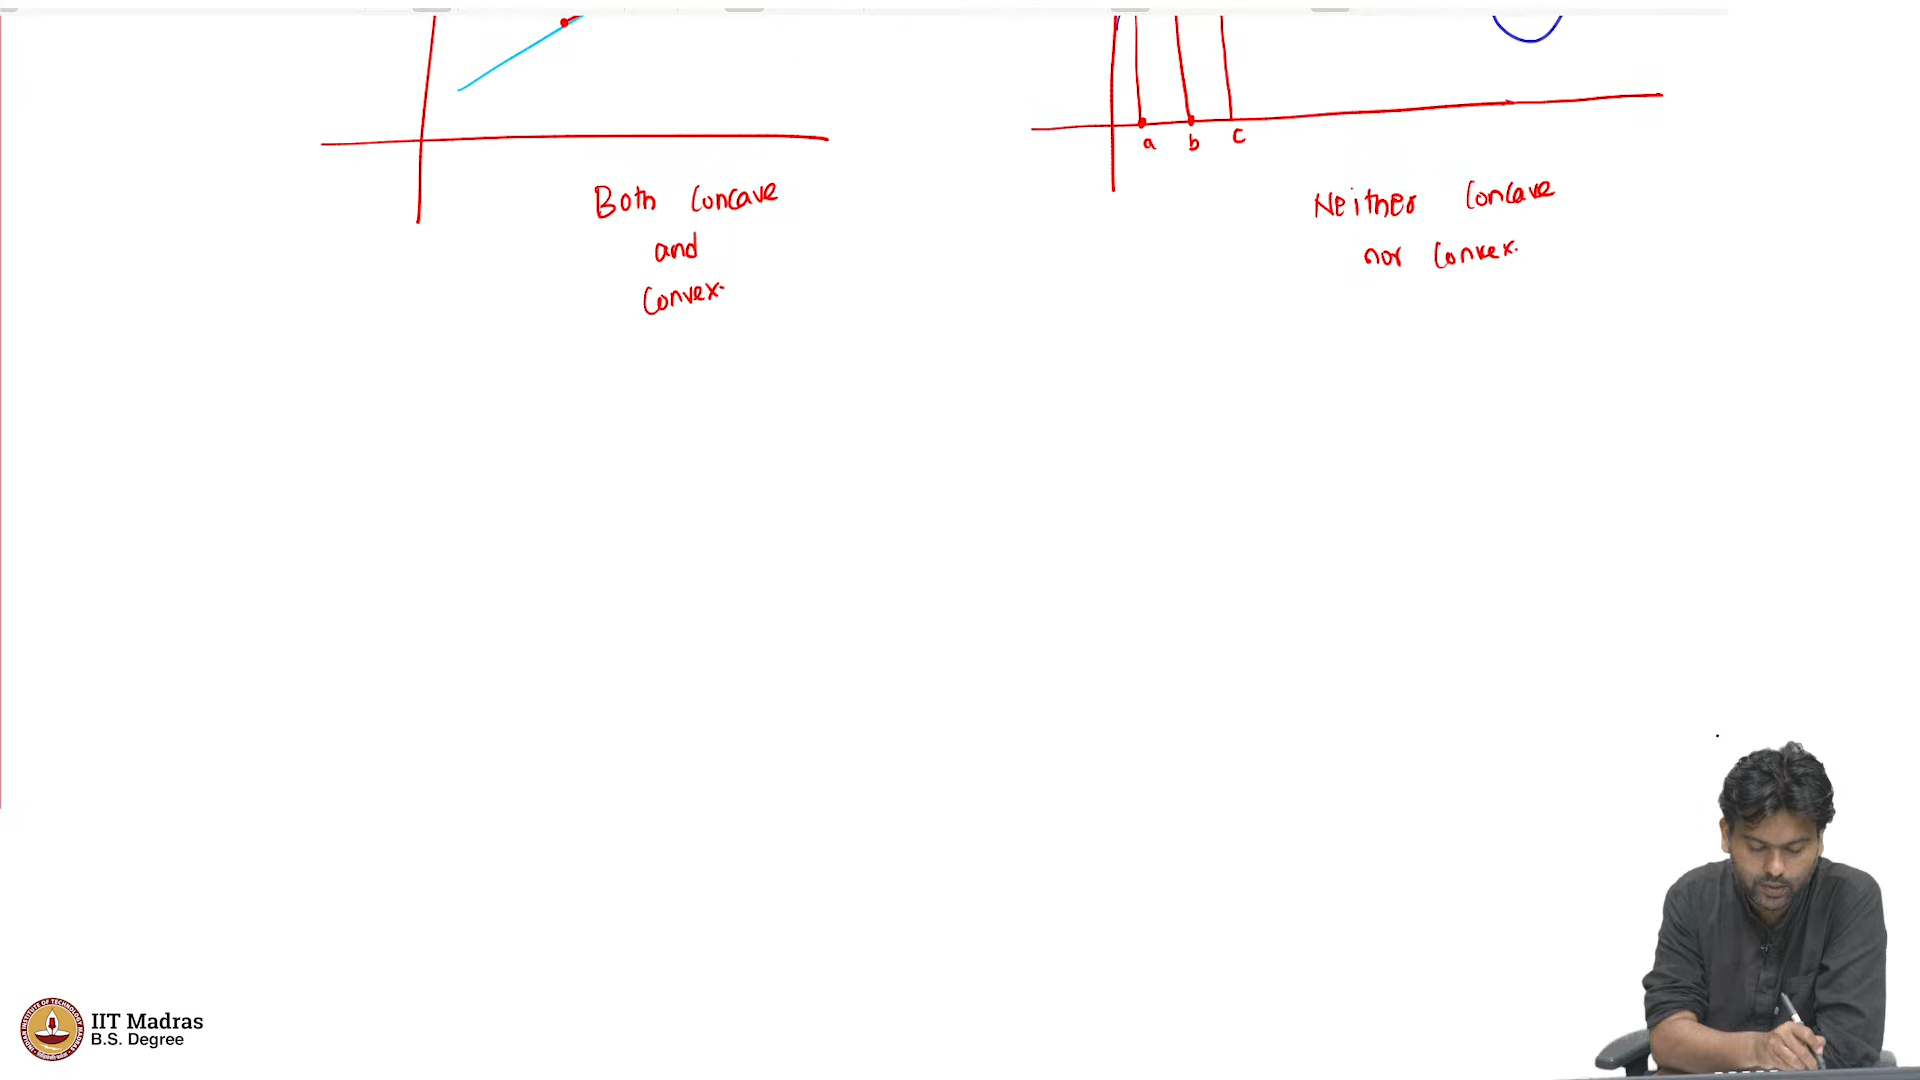 a b c
Both Concave
and
Convex.
Neither Concave
nor Convex.
IIT Madras
B.S. Degree